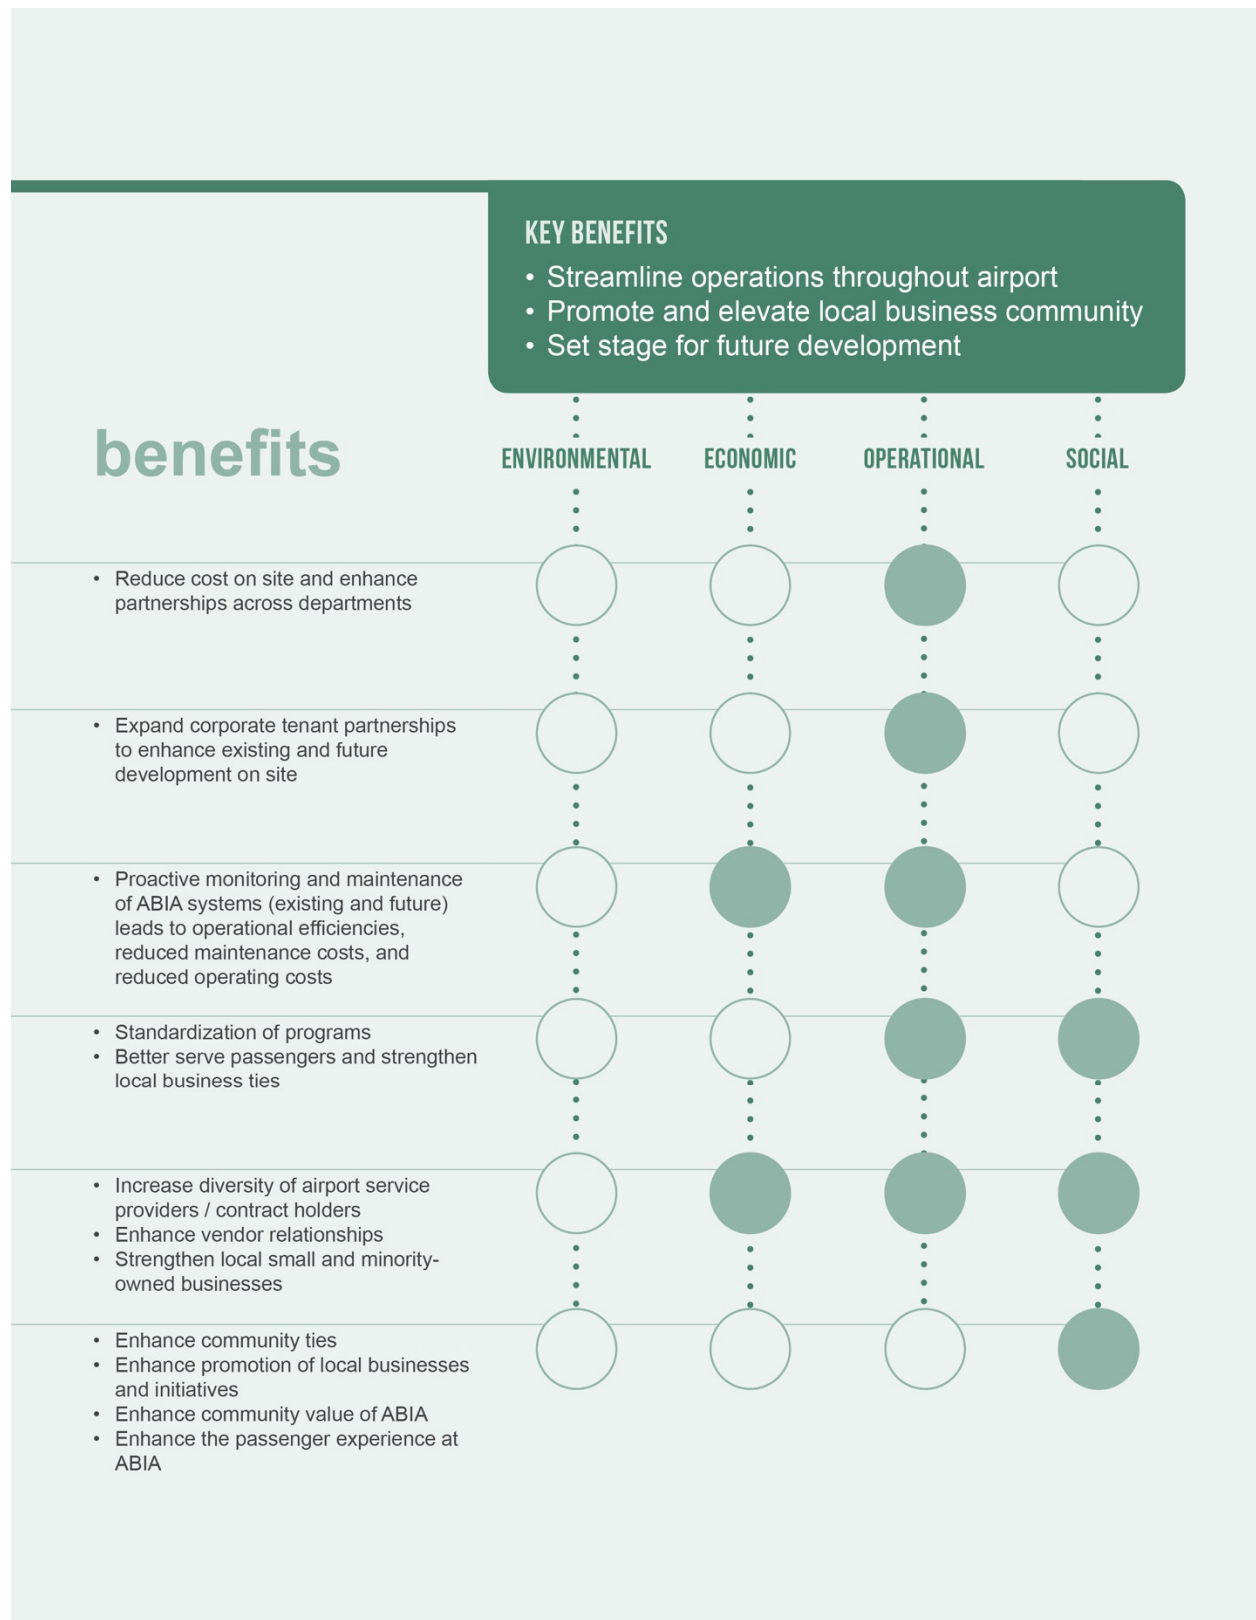 KEY BENEFITS
• Streamline operations throughout airport
• Promote and elevate local business community
• Set stage for future development
benefits
ENVIRONMENTAL ECONOMIC OPERATIONAL SOCIAL
• Reduce cost on site and enhance
partnerships across departments
• Expand corporate tenant partnerships
to enhance existing and future
development on site
• Proactive monitoring and maintenance
of ABIA systems (existing and future)
leads to operational efficiencies,
reduced maintenance costs, and
reduced operating costs
• Standardization of programs
• Better serve passengers and strengthen
local business ties
• Increase diversity of airport service
providers / contract holders
• Enhance vendor relationships
• Strengthen local small and minority-
owned businesses
• Enhance community ties
• Enhance promotion of local businesses
and initiatives
• Enhance community value of ABIA
• Enhance the passenger experience at
ABIA